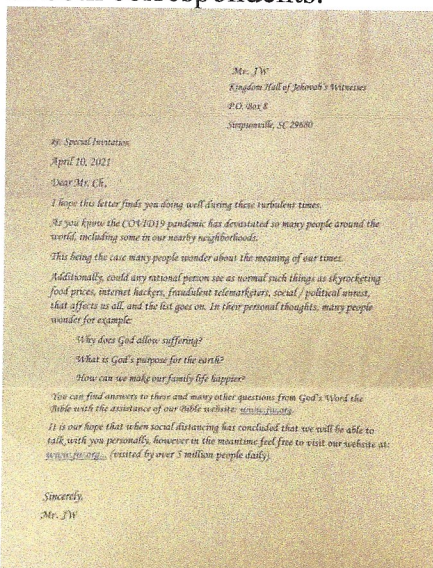 correspondents.
Mr. JW
Kingdom Hall of Jehovah's Witnesses
P.O. Box 8
Simpsonville, SC 29680
Special Invitation
April 10, 2021
Dear Mr. Ch,
I hope this letter finds you doing well during these turbulent times.
As you know the COVID19 pandemic has devastated so many people around the
world, including some in our nearby neighborhoods.
This being the case many people wonder about the meaning of our times.
Additionally, could any rational person see as normal such things as skyrocketing
food prices, internet hackers, fraudulent telemarketers, social / political unrest,
that affects us all, and the list goes on. In their personal thoughts, many people
wonder for example:
Why does God allow suffering?
What is God's purpose for the earth?
How can we make our family life happier?
You can find answers to these and many other questions from God's Word the
Bible with the assistance of our Bible website: www.jw.org.
It is our hope that when social distancing has concluded that we will be able to
talk with you personally, however in the meantime feel free to visit our website at:
www.jw.org... (visited by over 5 million people daily).
Sincerely,
Mr. JW